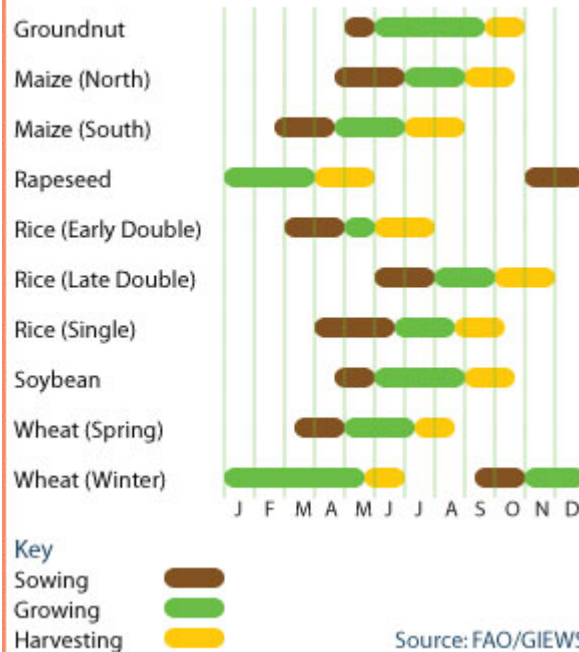 Groundnut
Maize (North)
Maize (South)
Rapeseed
Rice (Early Double)
Rice (Late Double)
Rice (Single)
Soybean
Wheat (Spring)
Wheat (Winter)
J F M A M J J A S O N D
Key
Sowing
Growing
Harvesting
Source: FAO/GIEWS